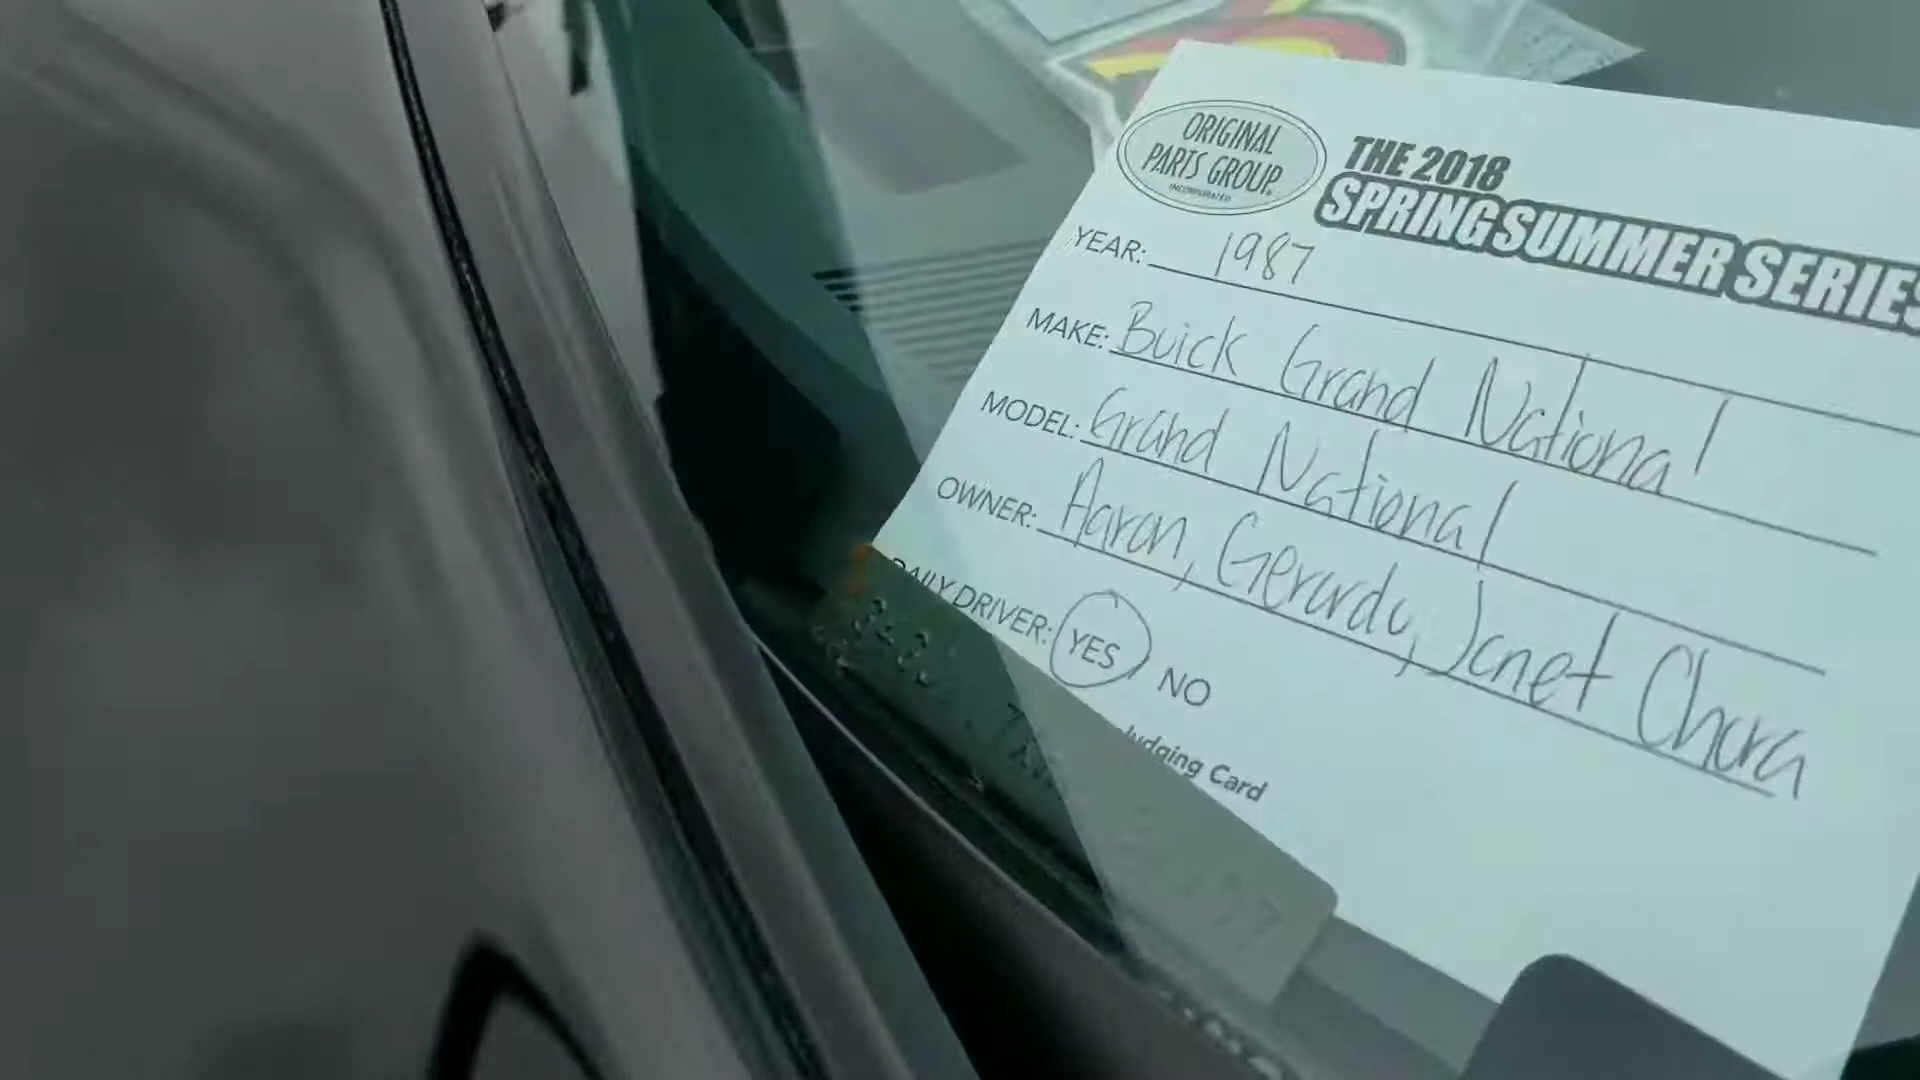 ORIGINAL
PARTS GROUP
INCORPORATED
THE 2018
SPRING SUMMER SERIES
YEAR: 1987
MAKE: Buick Grand National
MODEL: Grand National
OWNER: Aaron, Gerardo, Janet Chora
DAILY DRIVER: YES NO
Judging Card